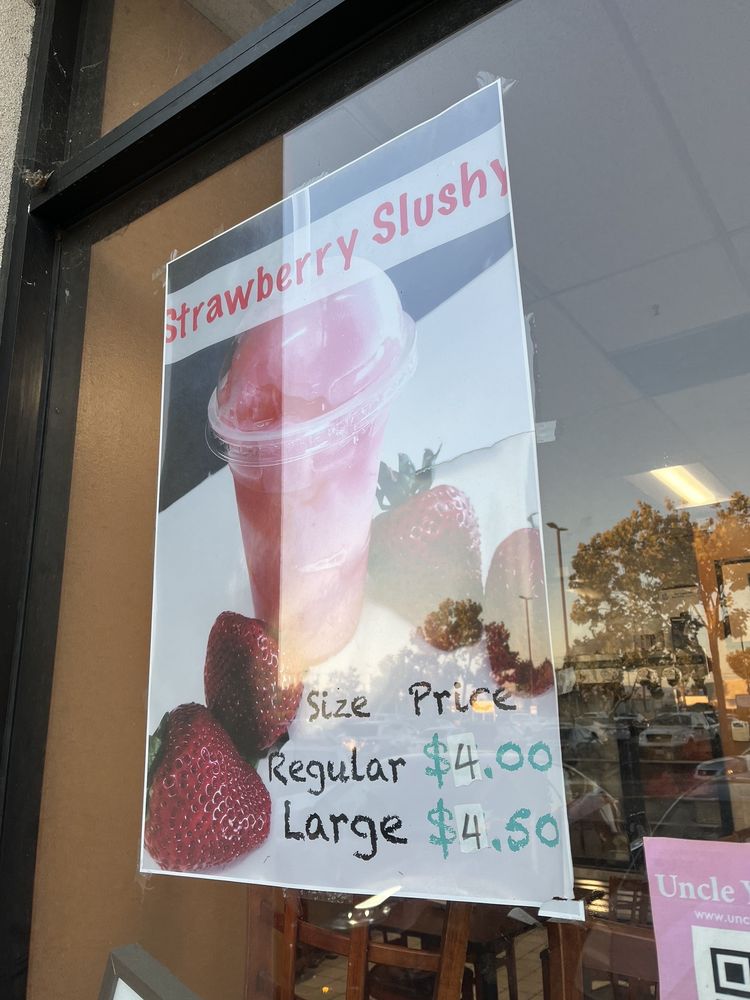 Strawberry Slushy
Size Price
Regular $4.00
Large $4.50
Uncle
www.unc